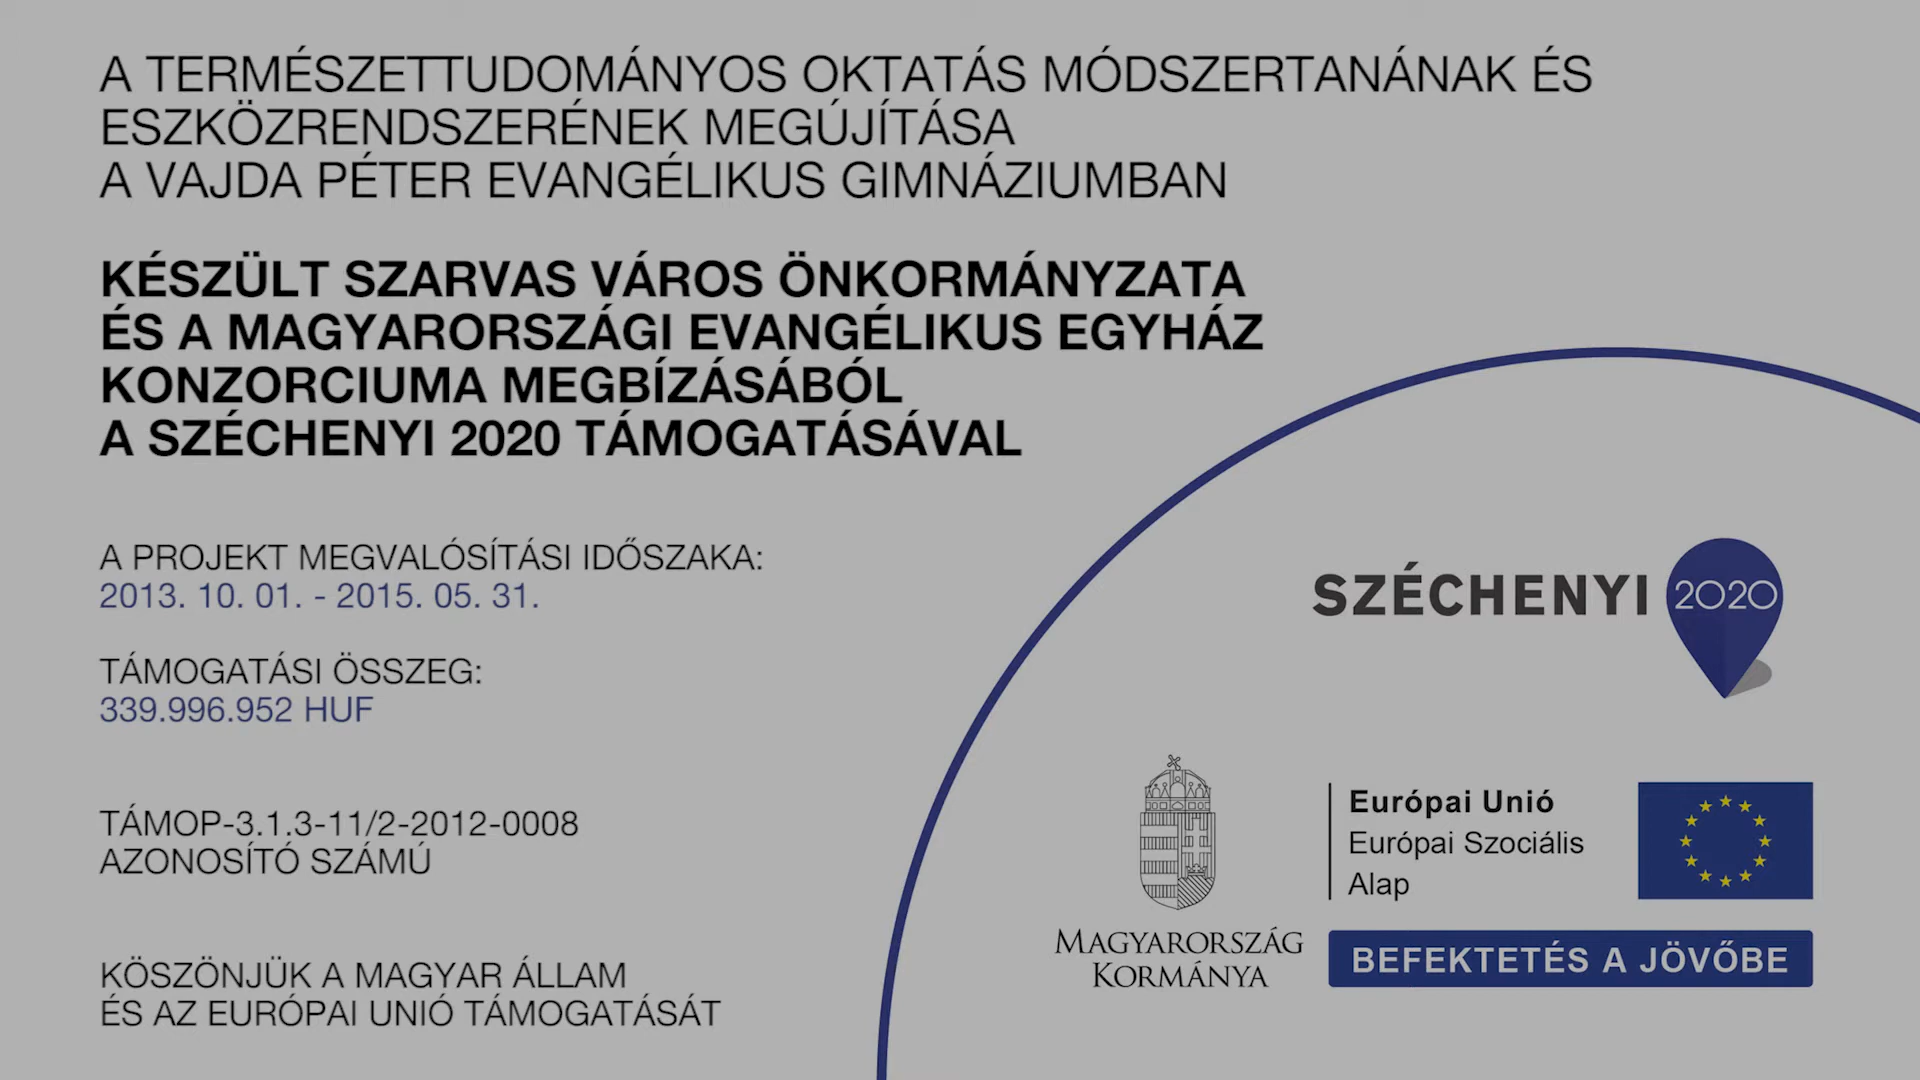 A TERMÉSZETTUDOMÁNYOS OKTATÁS MÓDSZERTANÁNAK ÉS
ESZKÖZRENDSZERÉNEK MEGÚJÍTÁSA
A VAJDA PÉTER EVANGÉLIKUS GIMNÁZIUMBAN
KÉSZÜLT SZARVAS VÁROS ÖNKORMÁNYZATA
ÉS A MAGYARORSZÁGI EVANGÉLIKUS EGYHÁZ
KONZORCIUMA MEGBÍZÁSÁBÓL
A SZÉCHENYI 2020 TÁMOGATÁSÁVAL
A PROJEKT MEGVALÓSÍTÁSI IDŐSZAKA:
2013. 10. 01. - 2015. 05. 31.
TÁMOGATÁSI ÖSSZEG:
339.996.952 HUF
TÁMOP-3.1.3-11/2-2012-0008
AZONOSÍTÓ SZÁMÚ
KÖSZÖNJÜK A MAGYAR ÁLLAM
ÉS AZ EURÓPAI UNIÓ TÁMOGATÁSÁT
SZÉCHENYI 2020
MAGYARORSZÁG
KORMÁNYA
Európai Unió
Európai Szociális
Alap
BEFEKTETÉS A JÖVŐBE